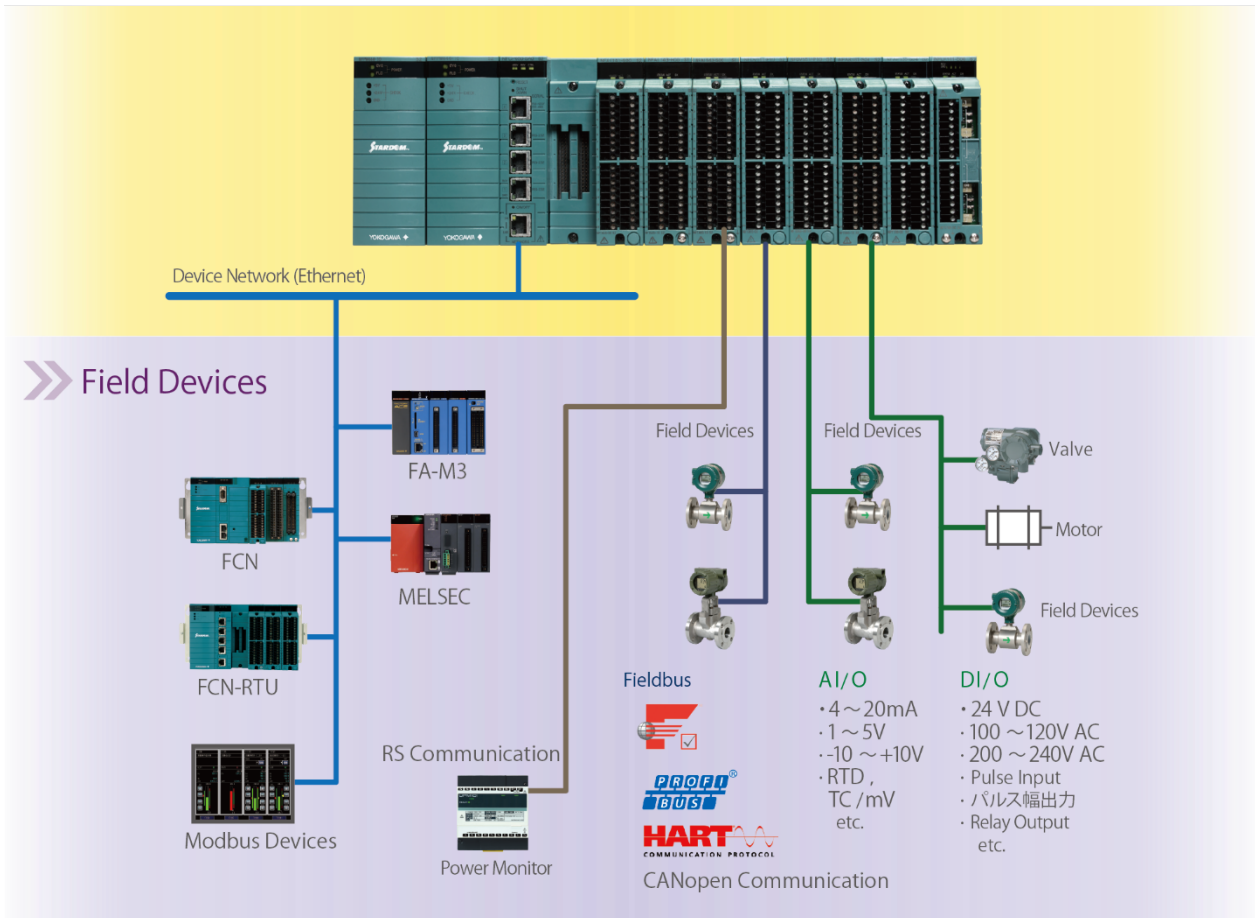 STARDOM
STARDOM
YOKOGAWA
YOKOGAWA
Device Network (Ethernet)
Field Devices
FA-M3
FCN
MELSEC
FCN-RTU
Modbus Devices
RS Communication
Power Monitor
Field Devices
Field Devices
Valve
Motor
Field Devices
Fieldbus
F
PROFI®
BUS
HART
COMMUNICATION PROTOCOL
CANopen Communication
AI/O
・4～20mA
・1～5V
・-10 ～+10V
・RTD ,
TC /mV
etc.
DI/O
・24 V DC
・100 ～120V AC
・200 ～240V AC
・Pulse Input
・パルス幅出力
・Relay Output
etc.